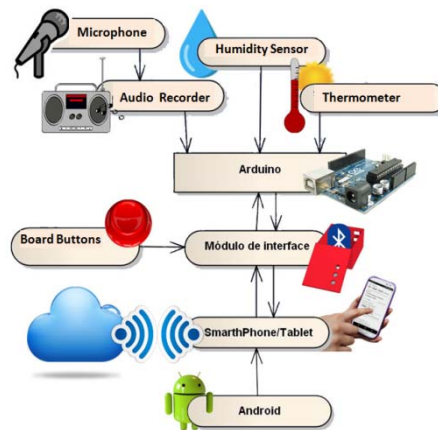 Microphone
Humidity Sensor
Audio Recorder
Thermometer
Arduino
Board Buttons
Módulo de interface
SmarthPhone/Tablet
Android